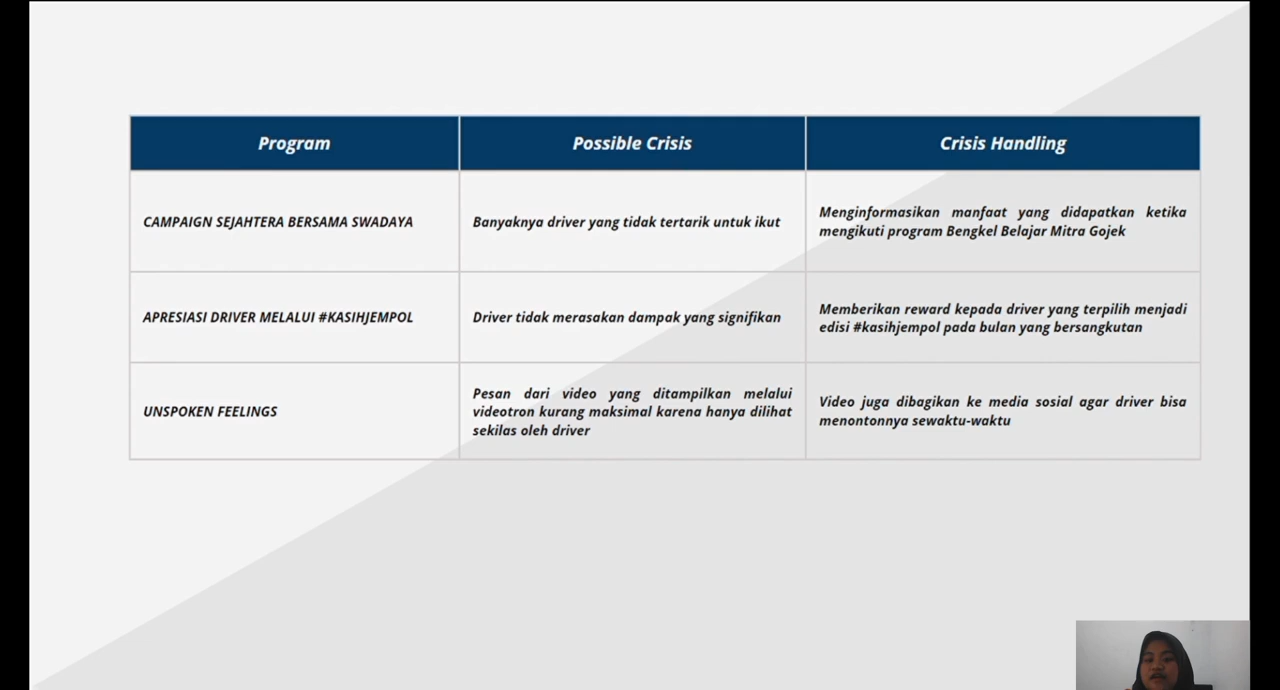 Program
Possible Crisis
Crisis Handling
CAMPAIGN SEJAHTERA BERSAMA SWADAYA
Banyaknya driver yang tidak tertarik untuk ikut
Menginformasikan manfaat yang didapatkan ketika
mengikuti program Bengkel Belajar Mitra Gojek
APRESIASI DRIVER MELALUI #KASIHJEMPOL
Driver tidak merasakan dampak yang signifikan
Memberikan reward kepada driver yang terpilih menjadi
edisi #kasihjempol pada bulan yang bersangkutan
UNSPOKEN FEELINGS
Pesan dari video yang ditampilkan melalui
videotron kurang maksimal karena hanya dilihat
sekilas oleh driver
Video juga dibagikan ke media sosial agar driver bisa
menontonnya sewaktu-waktu